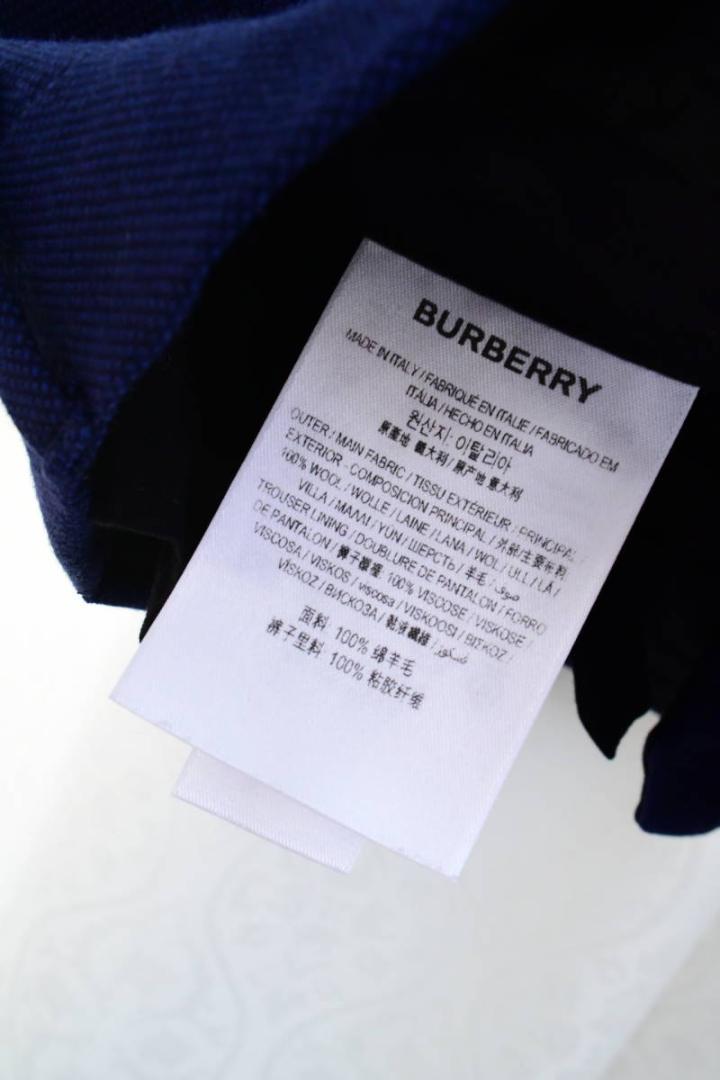 BURBERRY
MADE IN ITALY / FABRIQUÉ EN ITALIE / FABRICADO EM
ITÁLIA / HECHO EN ITALIA
원산지: 이탈리아
原産地 義大利 / 原产地 意大利
OUTER / MAIN FABRIC / TISSU EXTERIEUR - PRINCIPAL /
EXTERIOR - COMPOSICION PRINCIPAL / 外部/主要布料
100% WOOL / WOLLE / LAINE / LANA / WOL / ULL / LÃ /
VILLA / ΜΑΛΛΙ / YÜN / ШЕРСТЬ / 羊毛 / صوف
TROUSER LINING / DOUBLURE DE PANTALON / FORRO
DE PANTALON / 褲子襯裡 100% VISCOSE / VISKOSE /
VISCOSA / VISKOS / viscosa / VISKOOSI / ΒΙΣΚΟΖ /
VİSKOZ / ВИСКОЗА / 黏液纖維 /
面料: 100% 绵羊毛
裤子里料: 100% 粘胶纤维